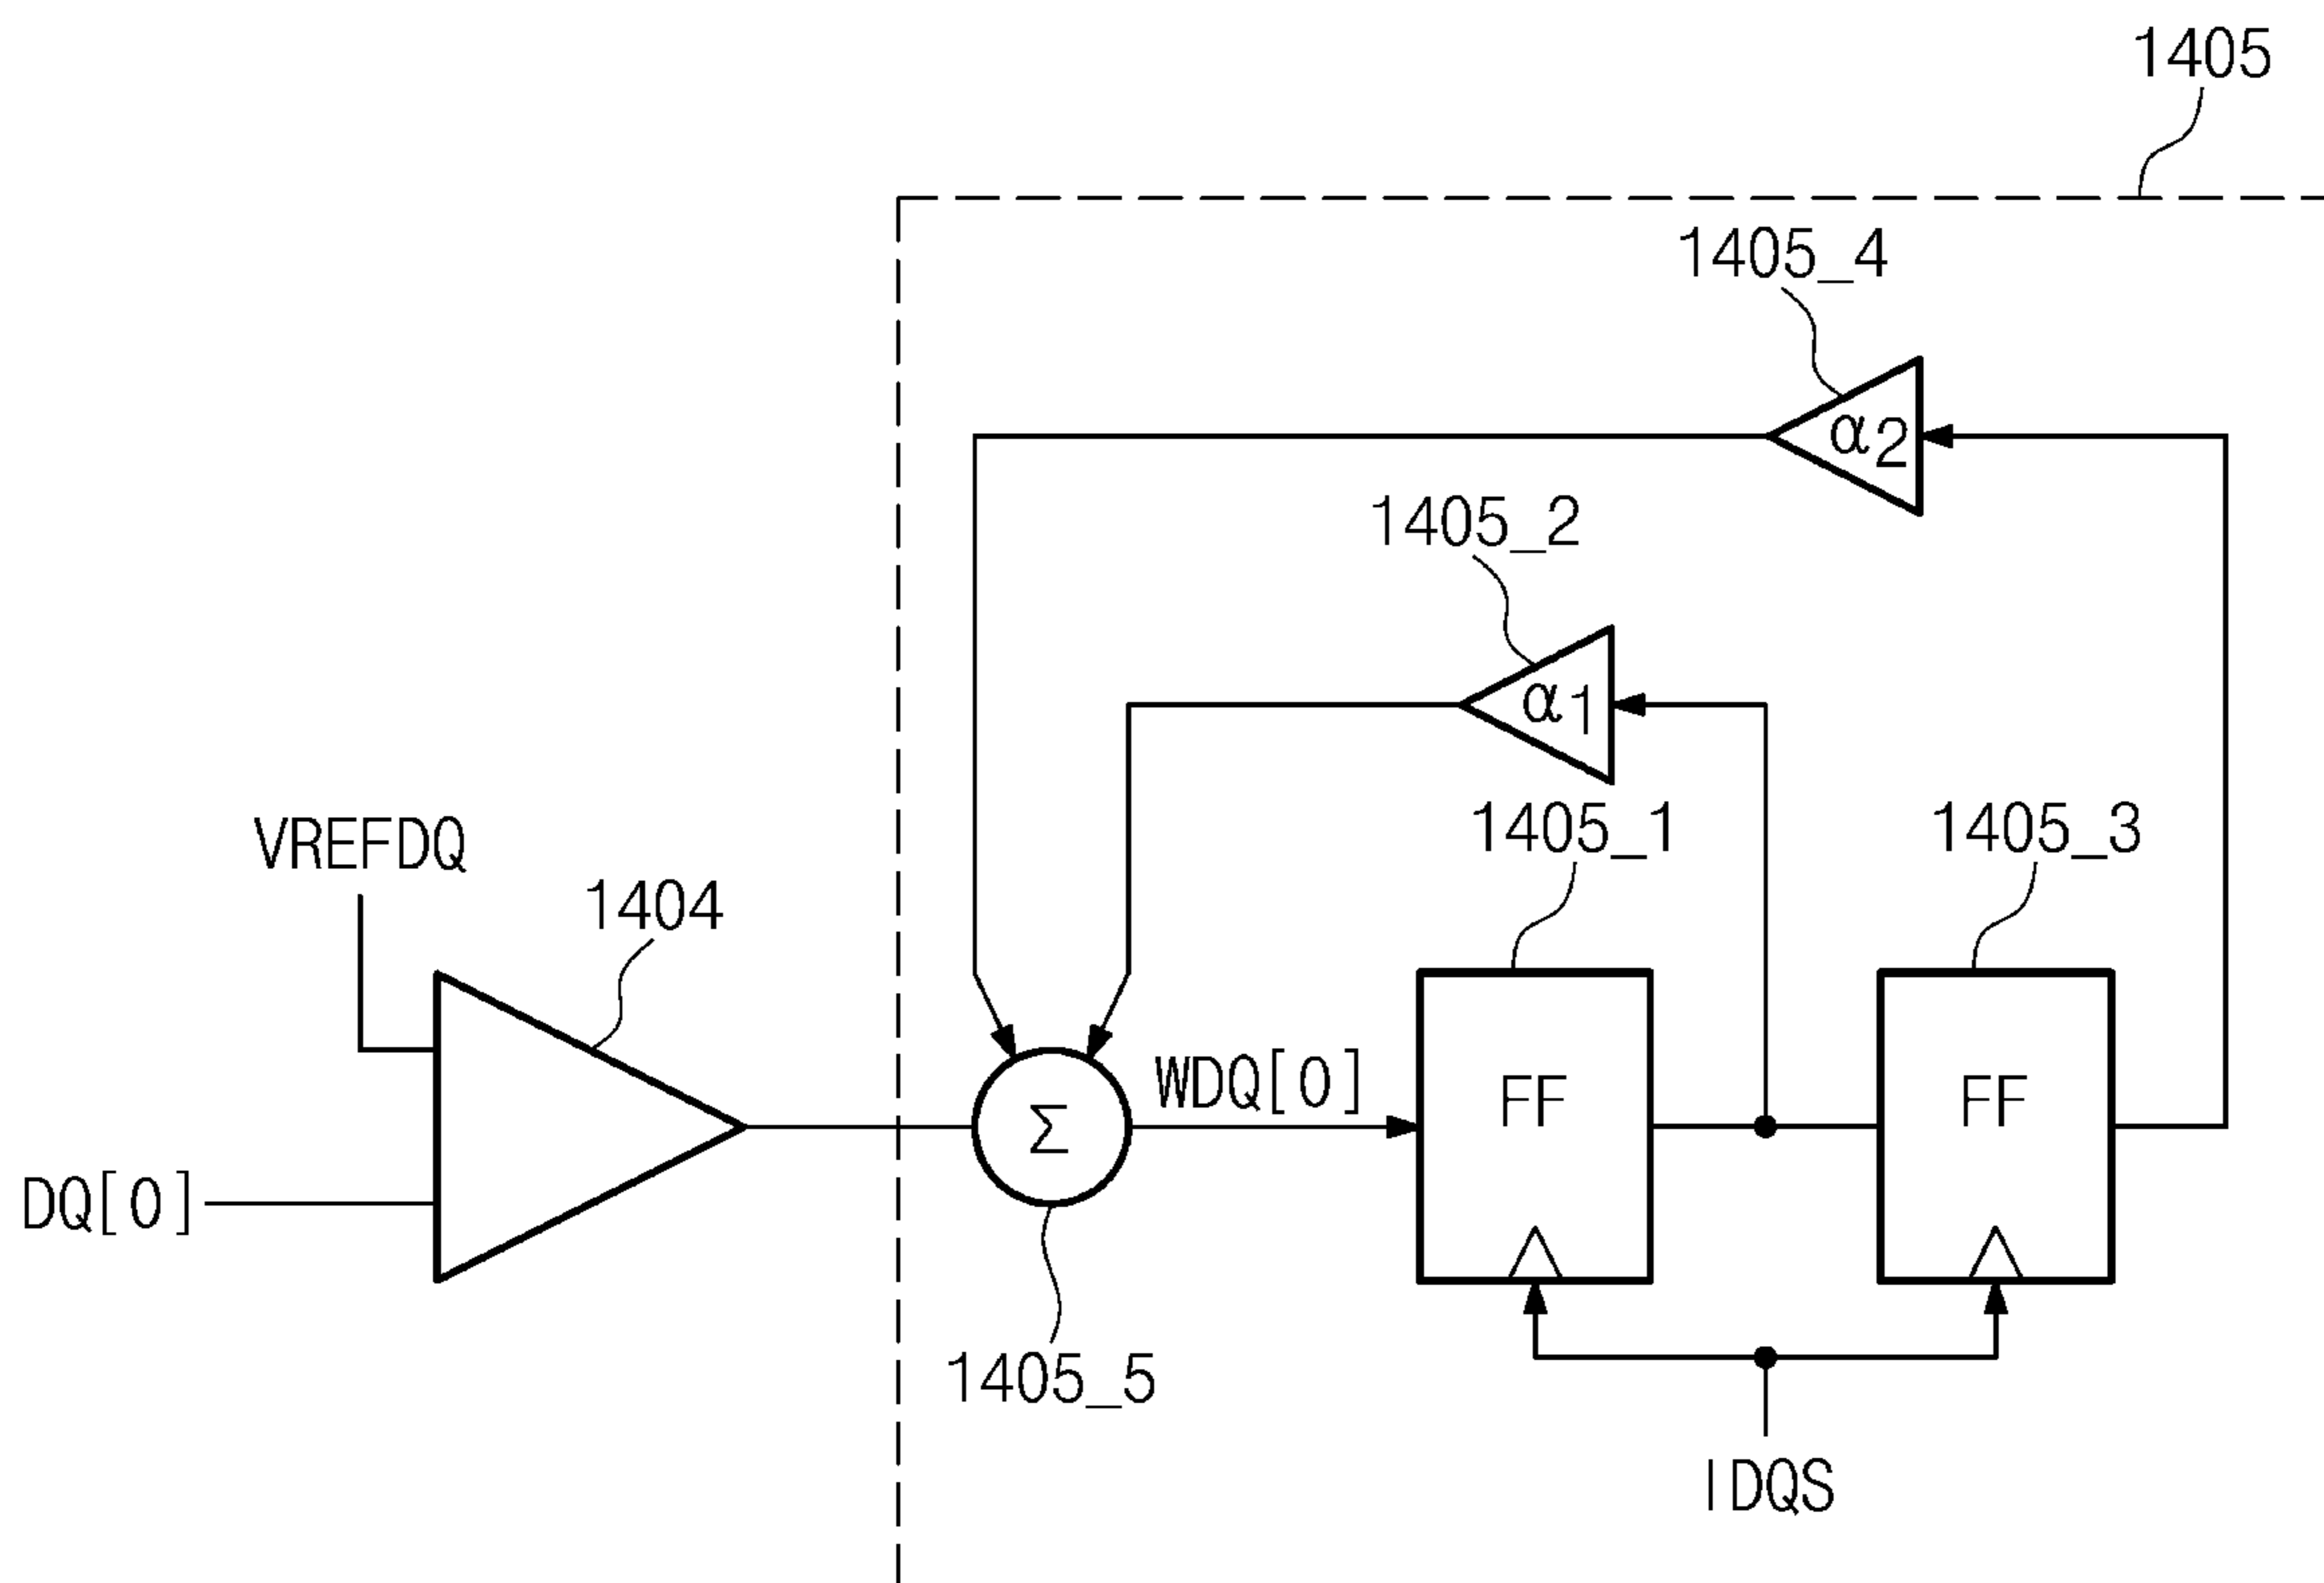 1405
1405_4
α2
1405_2
α1
1405_1
1405_3
VREFDQ
1404
WDQ[0]
FF
FF
Σ
DQ[0]
1405_5
IDQS